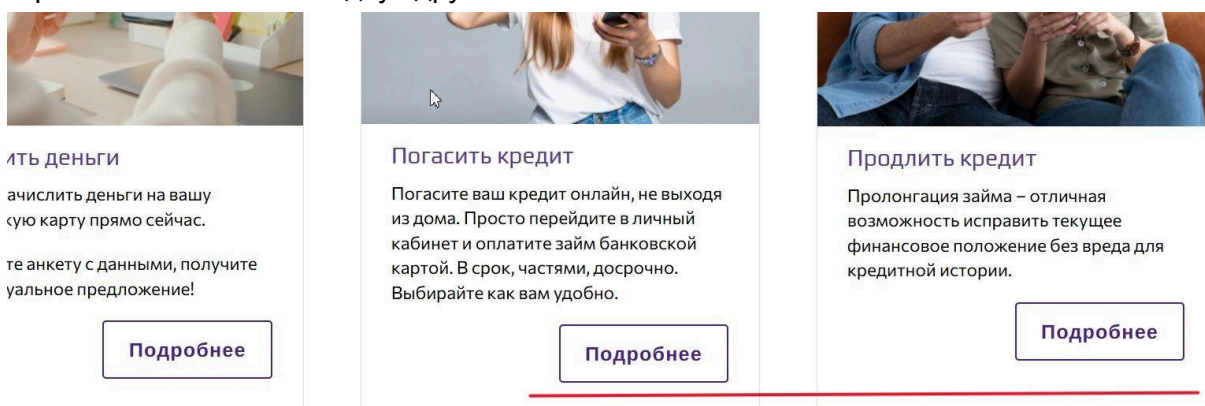 ить деньги
ачислить деньги на вашу
кую карту прямо сейчас.
те анкету с данными, получите
уальное предложение!
Подробнее
Погасить кредит
Погасите ваш кредит онлайн, не выходя
из дома. Просто перейдите в личный
кабинет и оплатите займ банковской
картой. В срок, частями, досрочно.
Выбирайте как вам удобно.
Подробнее
Продлить кредит
Пролонгация займа – отличная
возможность исправить текущее
финансовое положение без вреда для
кредитной истории.
Подробнее